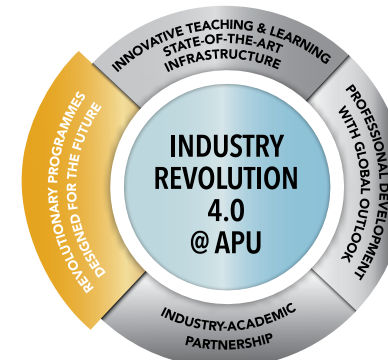 INNOVATIVE TEACHING & LEARNING
STATE-OF-THE-ART
INFRASTRUCTURE
PROFESSIONAL DEVELOPMENT
WITH GLOBAL OUTLOOK
INDUSTRY-ACADEMIC
PARTNERSHIP
REVOLUTIONARY PROGRAMMES
DESIGNED FOR THE FUTURE
INDUSTRY
REVOLUTION
4.0
@ APU